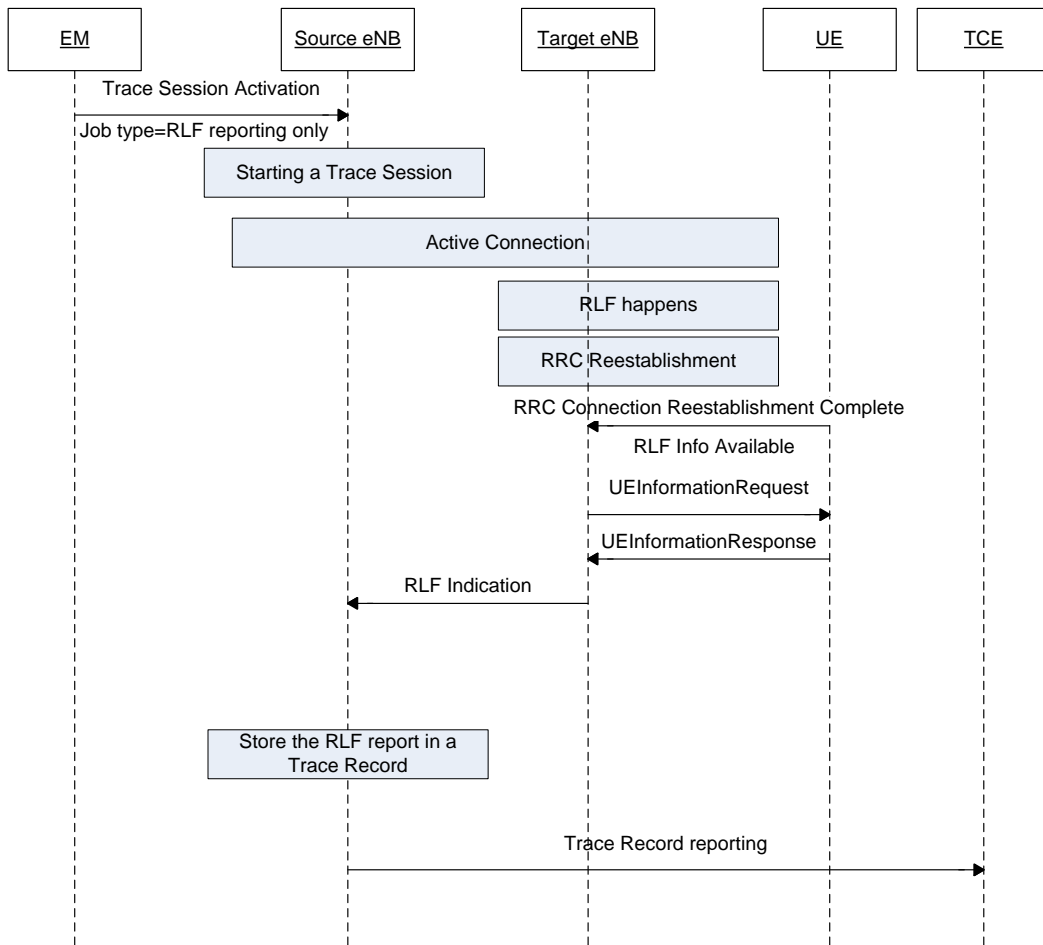 EM
Source eNB
Target eNB
UE
TCE
Trace Session Activation
Job type=RLF reporting only
Starting a Trace Session
Active Connection
RLF happens
RRC Reestablishment
RRC Connection Reestablishment Complete
RLF Info Available
UEInformationRequest
UEInformationResponse
RLF Indication
Store the RLF report in a
Trace Record
Trace Record reporting